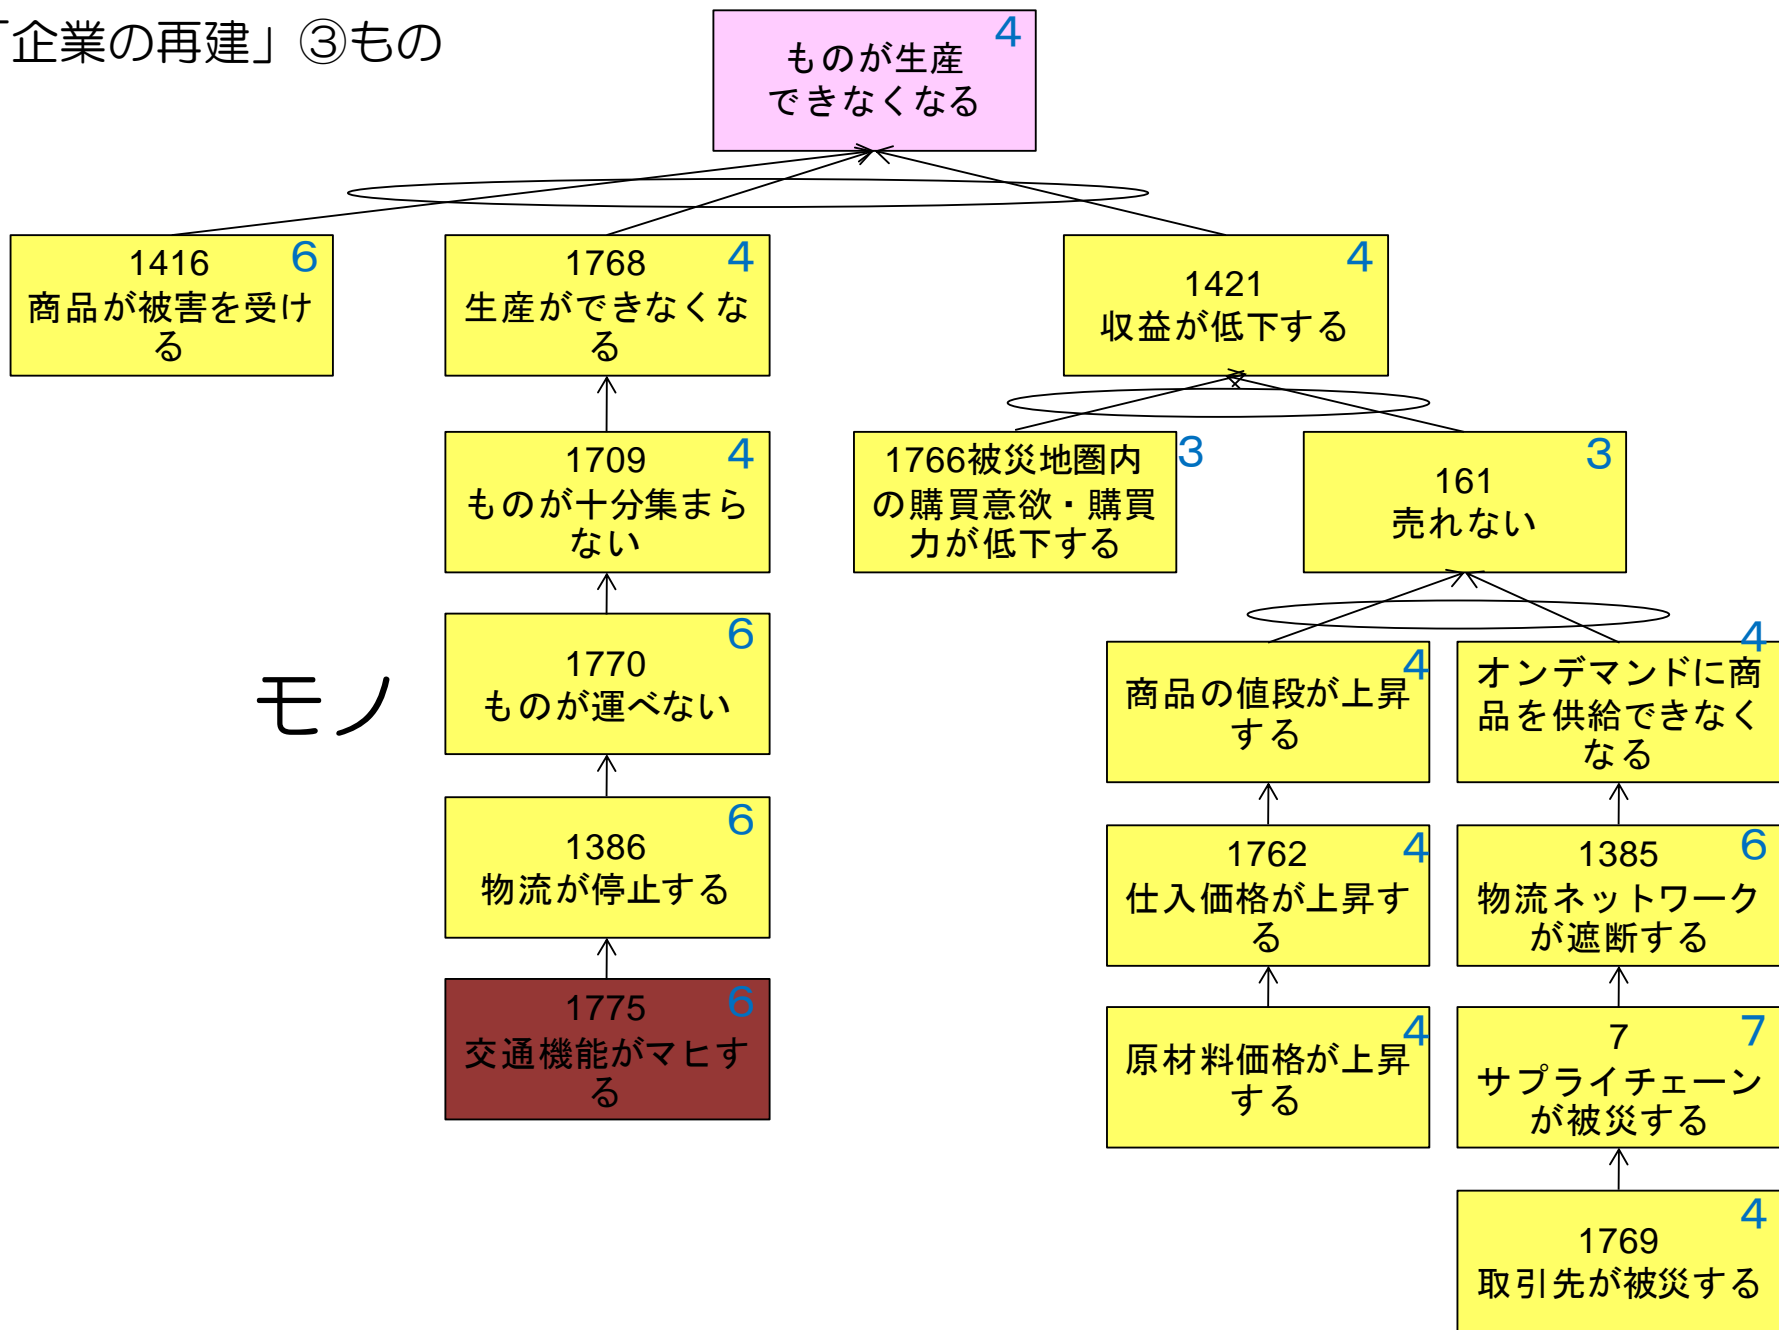 「企業の再建」③もの
4
ものが生産
できなくなる
1416
6
商品が被害を受け
る
1768
4
生産ができなくな
る
1421
4
収益が低下する
1709
4
ものが十分集まら
ない
1766被災地圏内
3
の購買意欲・購買
力が低下する
161
3
売れない
モノ
1770
6
ものが運べない
4
商品の値段が上昇
する
4
オンデマンドに商
品を供給できなく
なる
1386
6
物流が停止する
1762
4
仕入価格が上昇す
る
1385
6
物流ネットワーク
が遮断する
1775
6
交通機能がマヒす
る
4
原材料価格が上昇
する
7
7
サプライチェーン
が被災する
1769
4
取引先が被災する